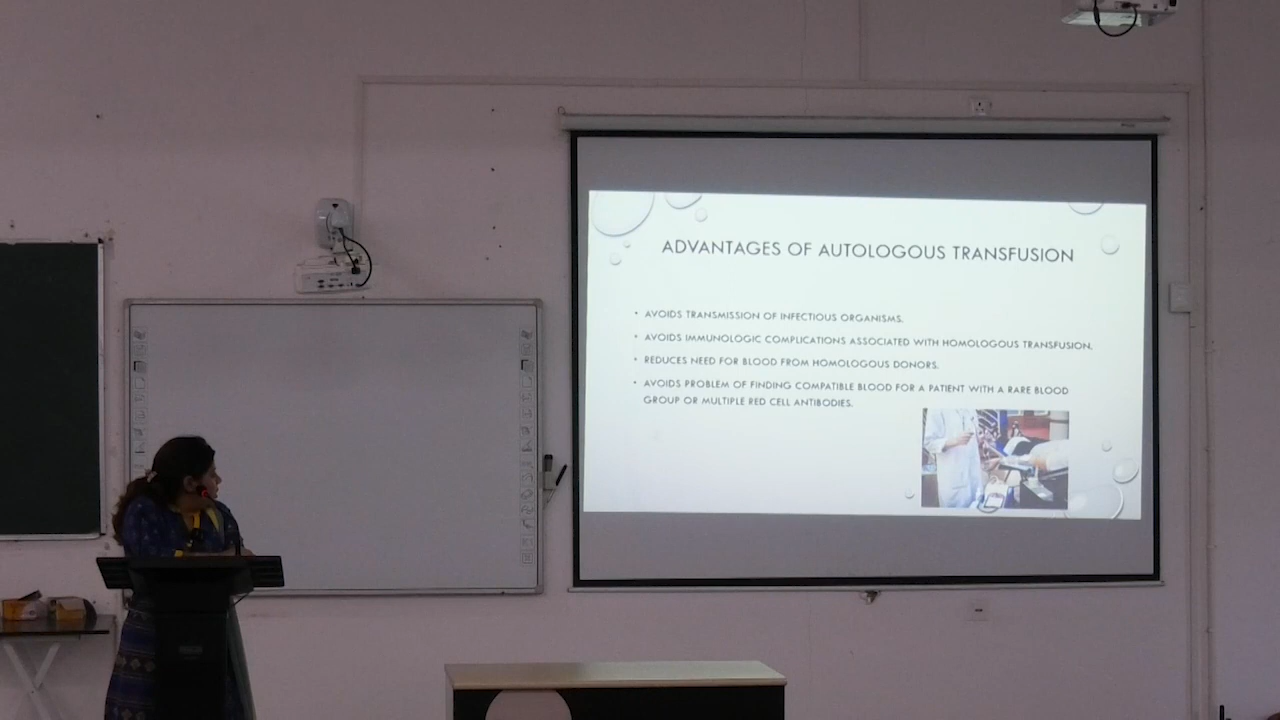 ADVANTAGES OF AUTOLOGOUS TRANSFUSION
• AVOIDS TRANSMISSION OF INFECTIOUS ORGANISMS.
• AVOIDS IMMUNOLOGIC COMPLICATIONS ASSOCIATED WITH HOMOLOGOUS TRANSFUSION.
• REDUCES NEED FOR BLOOD FROM HOMOLOGOUS DONORS.
• AVOIDS PROBLEM OF FINDING COMPATIBLE BLOOD FOR A PATIENT WITH A RARE BLOOD
GROUP OR MULTIPLE RED CELL ANTIBODIES.